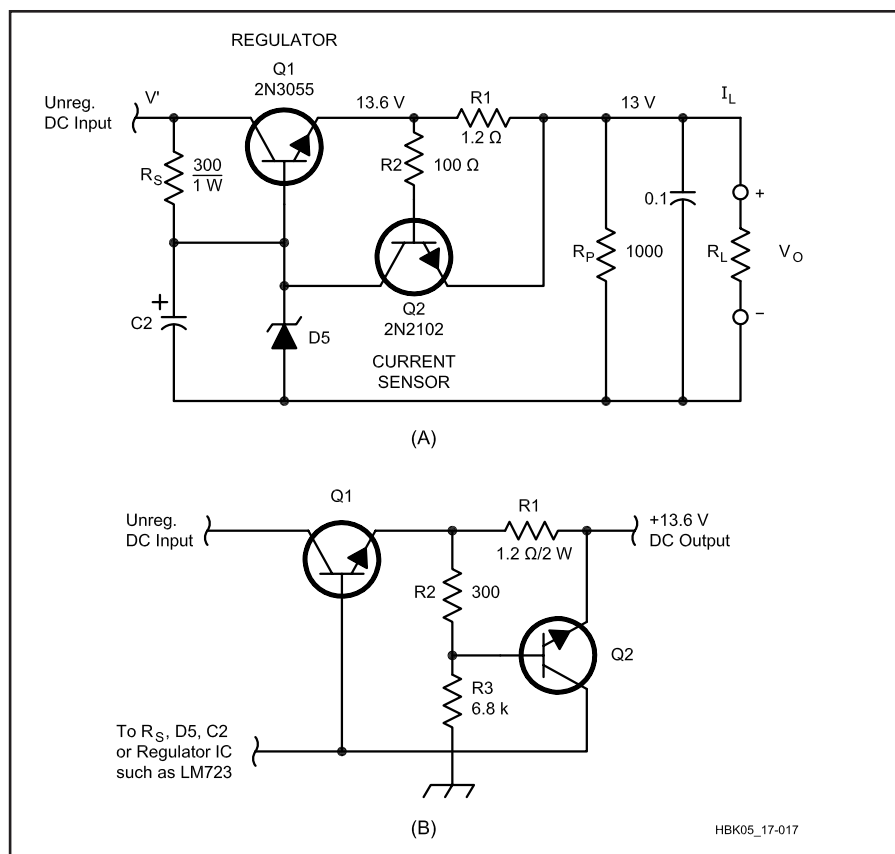 REGULATOR
Q1
2N3055
Unreg.
DC Input
V'
13.6 V
R1
1.2 Ω
13 V
I_L
R_S
300
1 W
R2
100 Ω
0.1
+
R_P
1000
R_L
V_O
+
C2
Q2
2N2102
−
D5
CURRENT
SENSOR
(A)
Q1
Unreg.
DC Input
R1
1.2 Ω/2 W
+13.6 V
DC Output
R2
300
Q2
R3
6.8 k
To R_S, D5, C2
or Regulator IC
such as LM723
(B)
HBK05_17-017